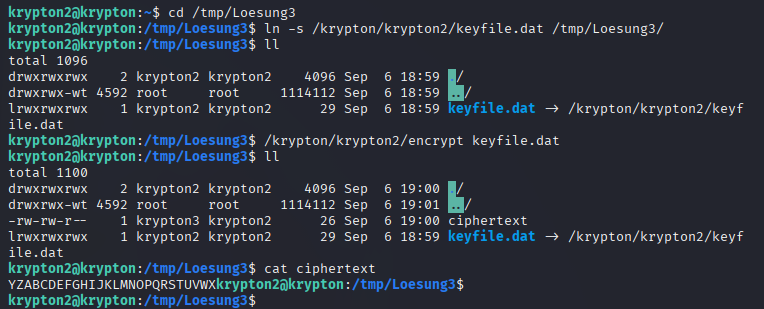 krypton2@krypton:~$ cd /tmp/Loesung3
krypton2@krypton:/tmp/Loesung3$ ln -s /krypton/krypton2/keyfile.dat /tmp/Loesung3/
krypton2@krypton:/tmp/Loesung3$ ll
total 1096
drwxrwxrwx    2 krypton2 krypton2    4096 Sep  6 18:59 ./
drwxrwx-wt 4592 root     root     1114112 Sep  6 18:59 ../
lrwxrwxrwx    1 krypton2 krypton2      29 Sep  6 18:59 keyfile.dat -> /krypton/krypton2/keyf
ile.dat
krypton2@krypton:/tmp/Loesung3$ /krypton/krypton2/encrypt keyfile.dat
krypton2@krypton:/tmp/Loesung3$ ll
total 1100
drwxrwxrwx    2 krypton2 krypton2    4096 Sep  6 19:00 ./
drwxrwx-wt 4592 root     root     1114112 Sep  6 19:01 ../
-rw-rw-r--    1 krypton3 krypton2      26 Sep  6 19:00 ciphertext
lrwxrwxrwx    1 krypton2 krypton2      29 Sep  6 18:59 keyfile.dat -> /krypton/krypton2/keyf
ile.dat
krypton2@krypton:/tmp/Loesung3$ cat ciphertext
YZABCDEFGHIJKLMNOPQRSTUVWXkrypton2@krypton:/tmp/Loesung3$
krypton2@krypton:/tmp/Loesung3$